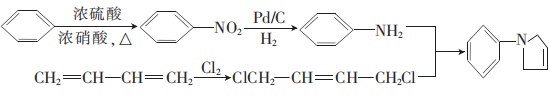 浓硫酸
浓硝酸,△
NO₂
Pd/C
H₂
NH₂
N
CH₂=CH—CH=CH₂
Cl₂
ClCH₂—CH=CH—CH₂Cl